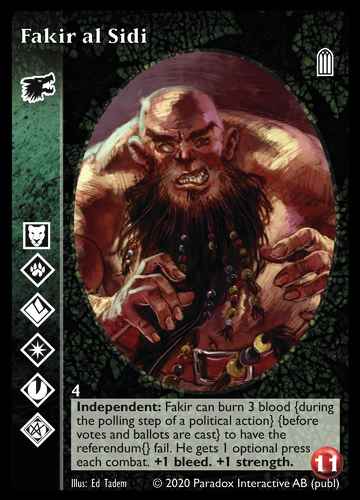 Fakir al Sidi
4
Independent: Fakir can burn 3 blood {during
the polling step of a political action} {before
votes and ballots are cast} to have the
referendum{} fail. He gets 1 optional press
each combat. +1 bleed. +1 strength.
11
Illus: Ed Tadem © 2020 Paradox Interactive AB (publ)